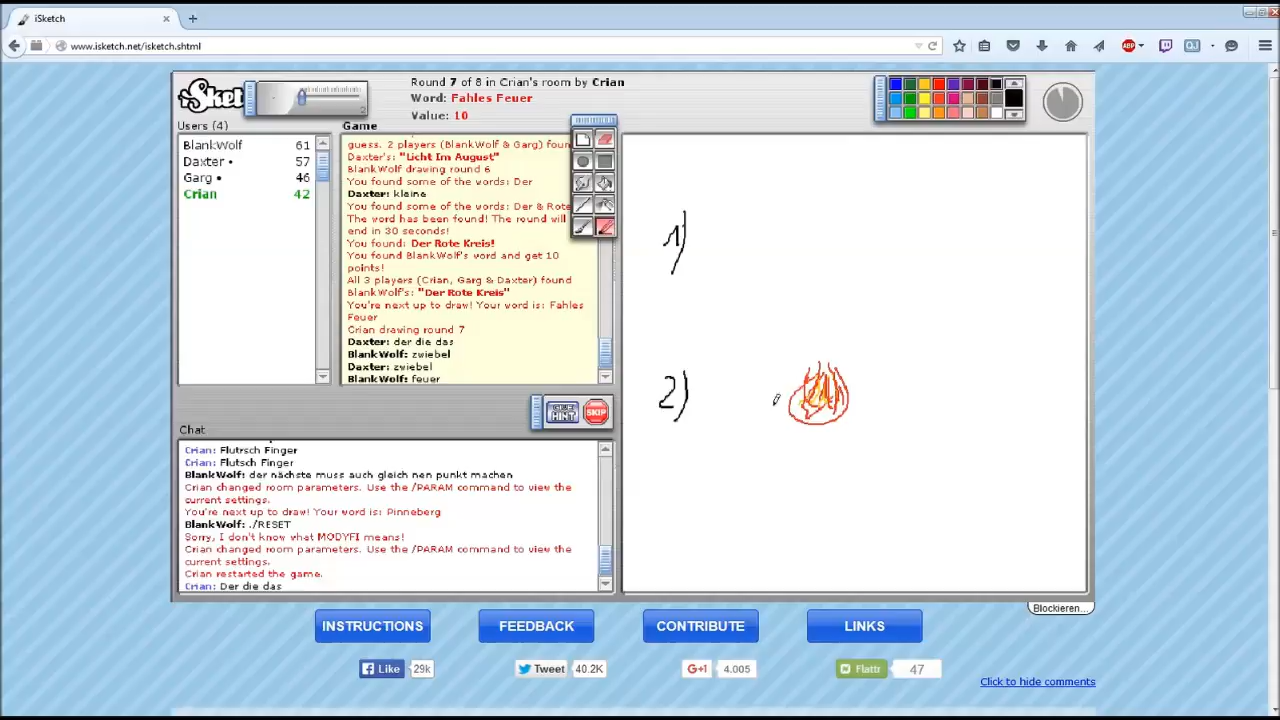 iSketch
www.isketch.net/isketch.shtml
iSket
2
Round 7 of 8 in Crian's room by Crian
Word: Fahles Feuer
Value: 10
Users (4)
BlankWolf 61
Daxter • 57
Garg • 46
Crian 42
Game
guess. 2 players (BlankWolf & Garg) found
Daxter's: "Licht Im August"
BlankWolf drawing round 6
You found some of the words: Der
Daxter: kleine
You found some of the words: Der & Rote
The word has been found! The round will
end in 30 seconds!
You found: Der Rote Kreis!
You found BlankWolf's word and get 10
points!
All 3 players (Crian, Garg & Daxter) found
BlankWolf's: "Der Rote Kreis"
You're next up to draw! Your word is: Fahles
Feuer
Crian drawing round 7
Daxter: der die das
BlankWolf: zwiebel
Daxter: zwiebel
BlankWolf: feuer
HINT
SKIP
1)
2)
Chat
Crian: Flutrsch Finger
Crian: Flutsch Finger
BlankWolf: der nächste muss auch gleich nen punkt machen
Crian changed room parameters. Use the /PARAM command to view the
current settings.
You're next up to draw! Your word is: Pinneberg
BlankWolf: ./RESET
Sorry, I don't know what MODYFI means!
Crian changed room parameters. Use the /PARAM command to view the
current settings.
Crian restarted the game.
Crian: Der die das
Blockieren...
INSTRUCTIONS
FEEDBACK
CONTRIBUTE
LINKS
Like 29k
Tweet 40.2K
+1 4.005
Flattr 47
Click to hide comments